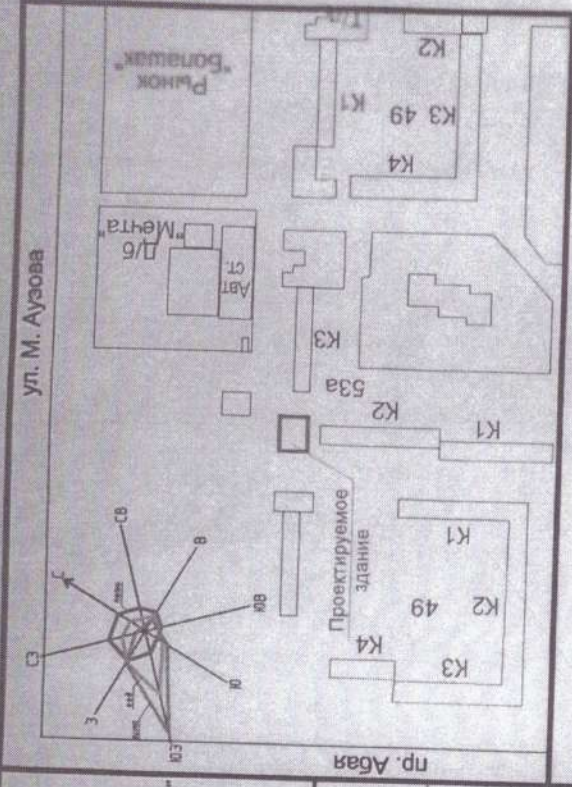 ул. М. Аузова
Рынок
"Болашак"
Т/п
К2
К1
К3 49
К4
Д/б
"Мечта"
Авт.
ст.
К3
53а
К2
К1
Проектируемое
здание
К4
49
К1
К2
К3
пр. Абая
С
СВ
В
ЮВ
Ю
ЮЗ
З
СЗ